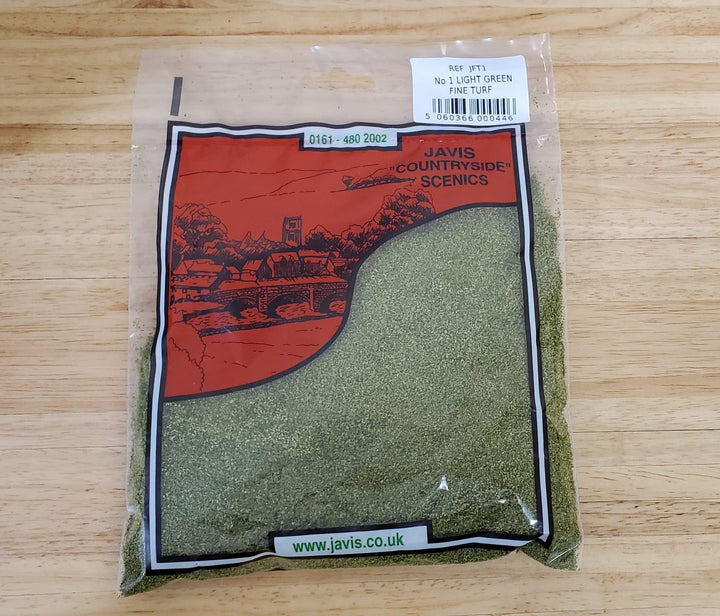 REF JFT1
No 1 LIGHT GREEN
FINE TURF
5 060366 000446
0161 - 480 2002
JAVIS
"COUNTRYSIDE"
SCENICS
www.javis.co.uk